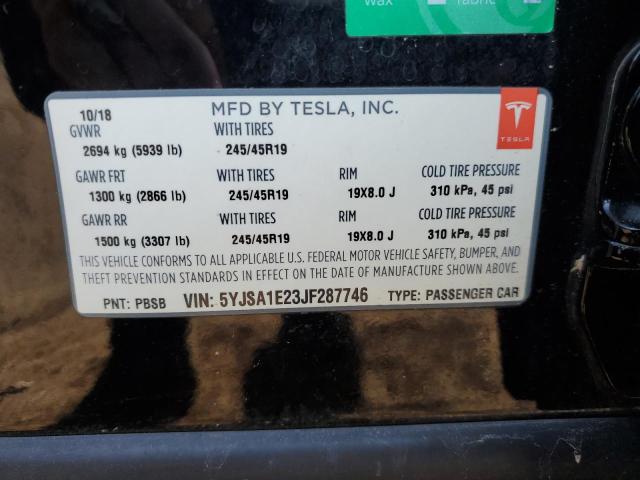 wax fabric
10/18 MFD BY TESLA, INC.
GVWR WITH TIRES
2694 kg (5939 lb) 245/45R19
TESLA
GAWR FRT WITH TIRES RIM COLD TIRE PRESSURE
1300 kg (2866 lb) 245/45R19 19X8.0 J 310 kPa, 45 psi
GAWR RR WITH TIRES RIM COLD TIRE PRESSURE
1500 kg (3307 lb) 245/45R19 19X8.0 J 310 kPa, 45 psi
THIS VEHICLE CONFORMS TO ALL APPLICABLE U.S. FEDERAL MOTOR VEHICLE SAFETY, BUMPER, AND
THEFT PREVENTION STANDARDS IN EFFECT ON THE DATE OF MANUFACTURE SHOWN ABOVE.
PNT: PBSB VIN: 5YJSA1E23JF287746 TYPE: PASSENGER CAR